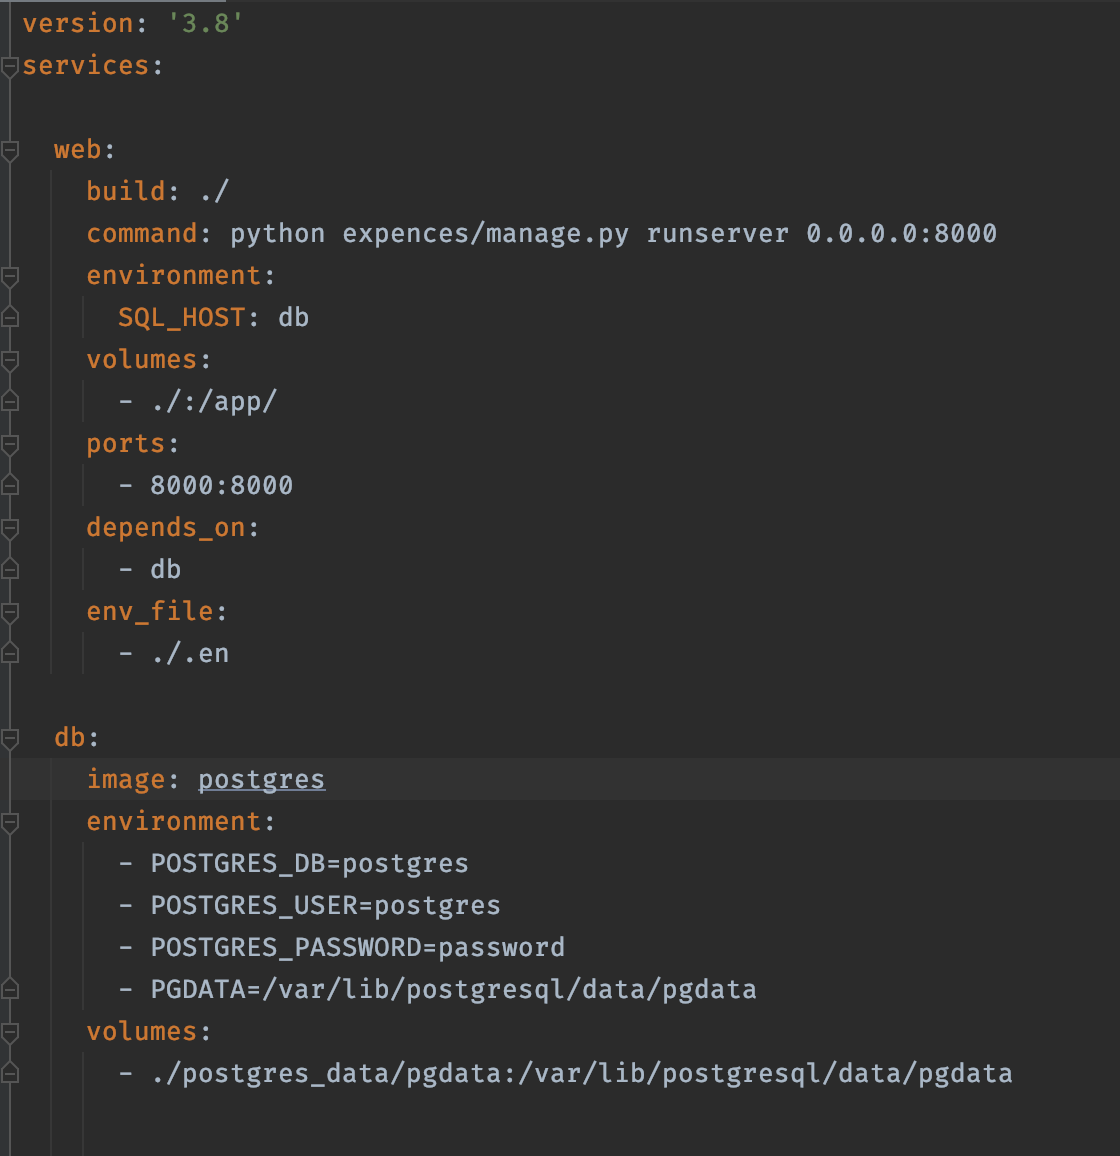 version: '3.8'
services:
web:
build: ./
command: python expences/manage.py runserver 0.0.0.0:8000
environment:
SQL_HOST: db
volumes:
- ./:/app/
ports:
- 8000:8000
depends_on:
- db
env_file:
- ./.en
db:
image: postgres
environment:
- POSTGRES_DB=postgres
- POSTGRES_USER=postgres
- POSTGRES_PASSWORD=password
- PGDATA=/var/lib/postgresql/data/pgdata
volumes:
- ./postgres_data/pgdata:/var/lib/postgresql/data/pgdata